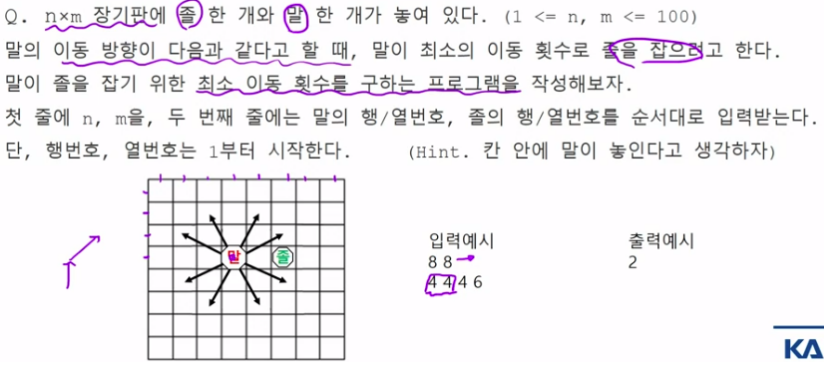 Q. n×m 장기판에 졸 한 개와 말 한 개가 놓여 있다. (1 <= n, m <= 100)
말의 이동 방향이 다음과 같다고 할 때, 말이 최소의 이동 횟수로 졸을 잡으려고 한다.
말이 졸을 잡기 위한 최소 이동 횟수를 구하는 프로그램을 작성해보자.
첫 줄에 n, m을, 두 번째 줄에는 말의 행/열번호, 졸의 행/열번호를 순서대로 입력받는다.
단, 행번호, 열번호는 1부터 시작한다. (Hint. 칸 안에 말이 놓인다고 생각하자)
말 졸
입력예시 출력예시
8 8 2
4 4 4 6
KA